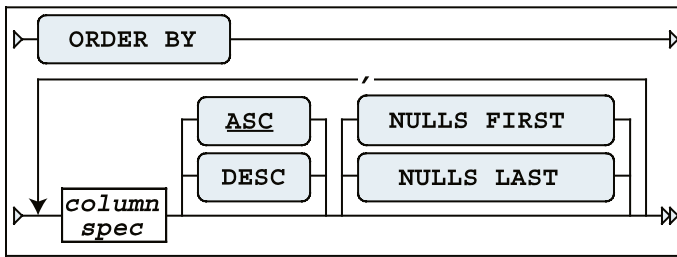 ORDER BY
,
ASC
NULLS FIRST
DESC
NULLS LAST
column
spec